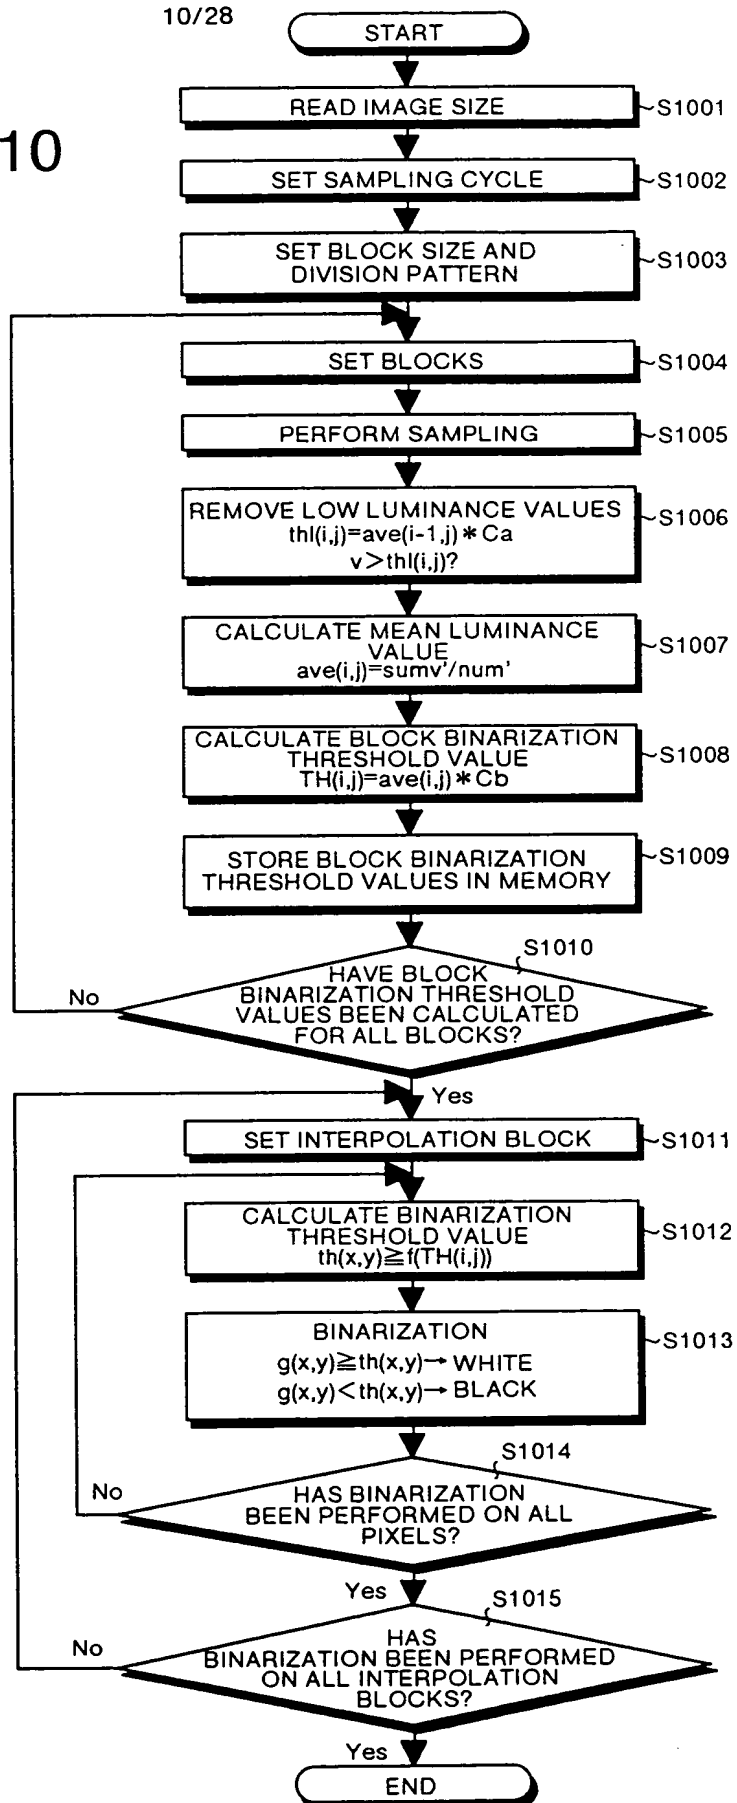 10/28
10
START
READ IMAGE SIZE
S1001
SET SAMPLING CYCLE
S1002
SET BLOCK SIZE AND
DIVISION PATTERN
S1003
SET BLOCKS
S1004
PERFORM SAMPLING
S1005
REMOVE LOW LUMINANCE VALUES
thl(i,j)=ave(i-1,j)*Ca
v>thl(i,j)?
S1006
CALCULATE MEAN LUMINANCE
VALUE
ave(i,j)=sumv'/num'
S1007
CALCULATE BLOCK BINARIZATION
THRESHOLD VALUE
TH(i,j)=ave(i,j)*Cb
S1008
STORE BLOCK BINARIZATION
THRESHOLD VALUES IN MEMORY
S1009
S1010
HAVE BLOCK
BINARIZATION THRESHOLD
VALUES BEEN CALCULATED
FOR ALL BLOCKS?
No
Yes
SET INTERPOLATION BLOCK
S1011
CALCULATE BINARIZATION
THRESHOLD VALUE
th(x,y)≧f(TH(i,j))
S1012
BINARIZATION
g(x,y)≧th(x,y)→ WHITE
g(x,y)<th(x,y)→ BLACK
S1013
S1014
HAS BINARIZATION
BEEN PERFORMED ON ALL
PIXELS?
No
Yes
S1015
HAS
BINARIZATION BEEN PERFORMED
ON ALL INTERPOLATION
BLOCKS?
No
Yes
END